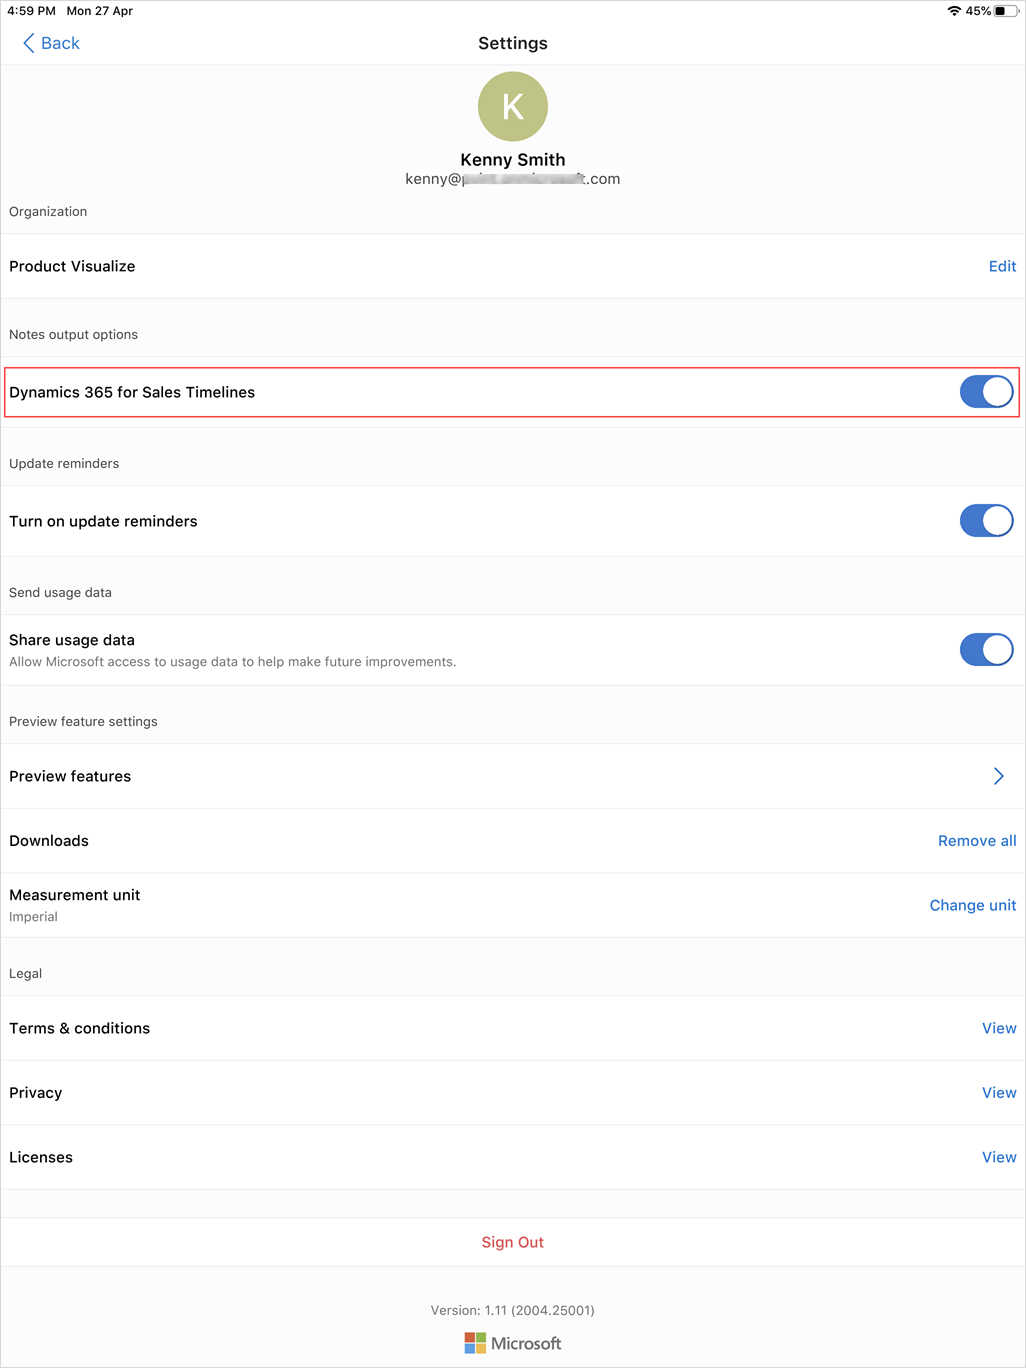 4:59 PM Mon 27 Apr 45%
Back Settings
K
Kenny Smith
kenny@ .com
Organization
Product Visualize Edit
Notes output options
Dynamics 365 for Sales Timelines
Update reminders
Turn on update reminders
Send usage data
Share usage data
Allow Microsoft access to usage data to help make future improvements.
Preview feature settings
Preview features
Downloads Remove all
Measurement unit
Imperial
Change unit
Legal
Terms & conditions View
Privacy View
Licenses View
Sign Out
Version: 1.11 (2004.25001)
Microsoft